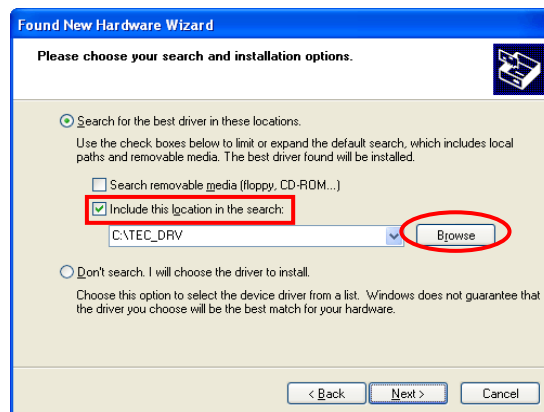 Found New Hardware Wizard
Please choose your search and installation options.
Search for the best driver in these locations.
Use the check boxes below to limit or expand the default search, which includes local
paths and removable media. The best driver found will be installed.
Search removable media (floppy, CD-ROM...)
Include this location in the search:
C:\TEC_DRV
Browse
Don't search. I will choose the driver to install.
Choose this option to select the device driver from a list. Windows does not guarantee that
the driver you choose will be the best match for your hardware.
< Back
Next >
Cancel